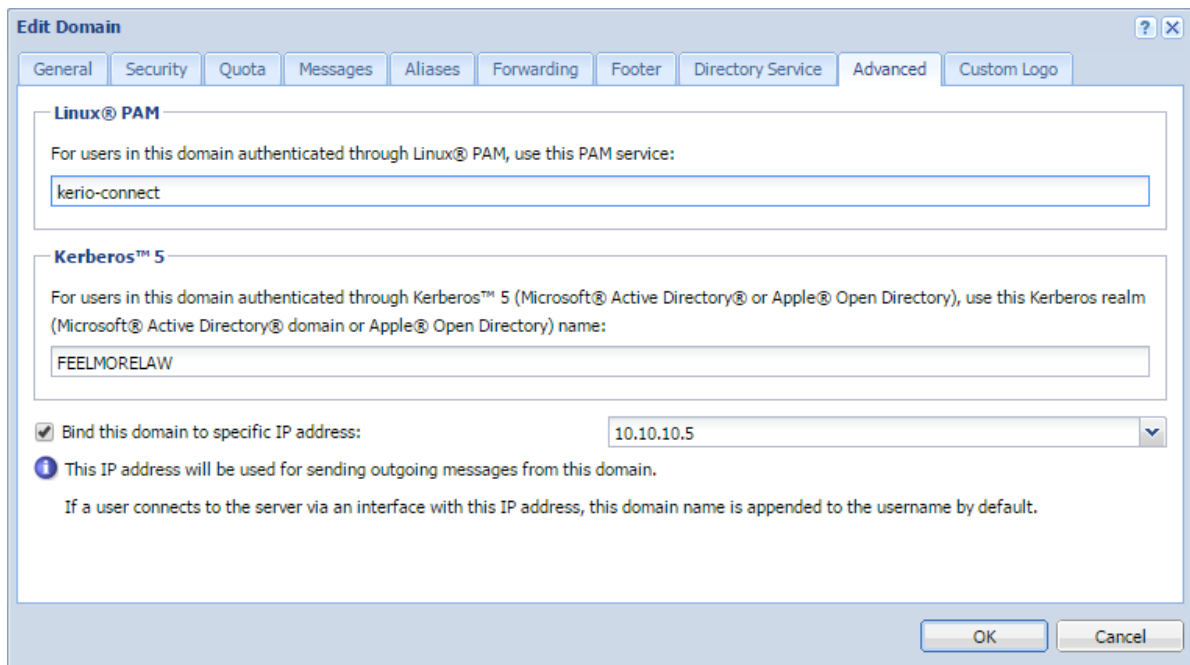 Edit Domain
General Security Quota Messages Aliases Forwarding Footer Directory Service Advanced Custom Logo
Linux® PAM
For users in this domain authenticated through Linux® PAM, use this PAM service:
kerio-connect
Kerberos™ 5
For users in this domain authenticated through Kerberos™ 5 (Microsoft® Active Directory® or Apple® Open Directory), use this Kerberos realm
(Microsoft® Active Directory® domain or Apple® Open Directory) name:
FEELMORELAW
Bind this domain to specific IP address: 10.10.10.5
This IP address will be used for sending outgoing messages from this domain.
If a user connects to the server via an interface with this IP address, this domain name is appended to the username by default.
OK Cancel